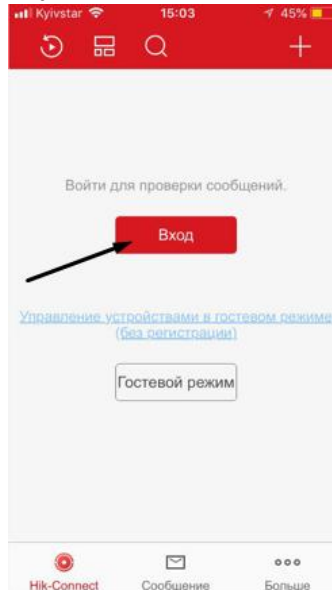 Kyivstar 15:03 45%
Войти для проверки сообщений.
Вход
Управление устройствами в гостевом режиме
(без регистрации)
Гостевой режим
Hik-Connect Сообщение Больше